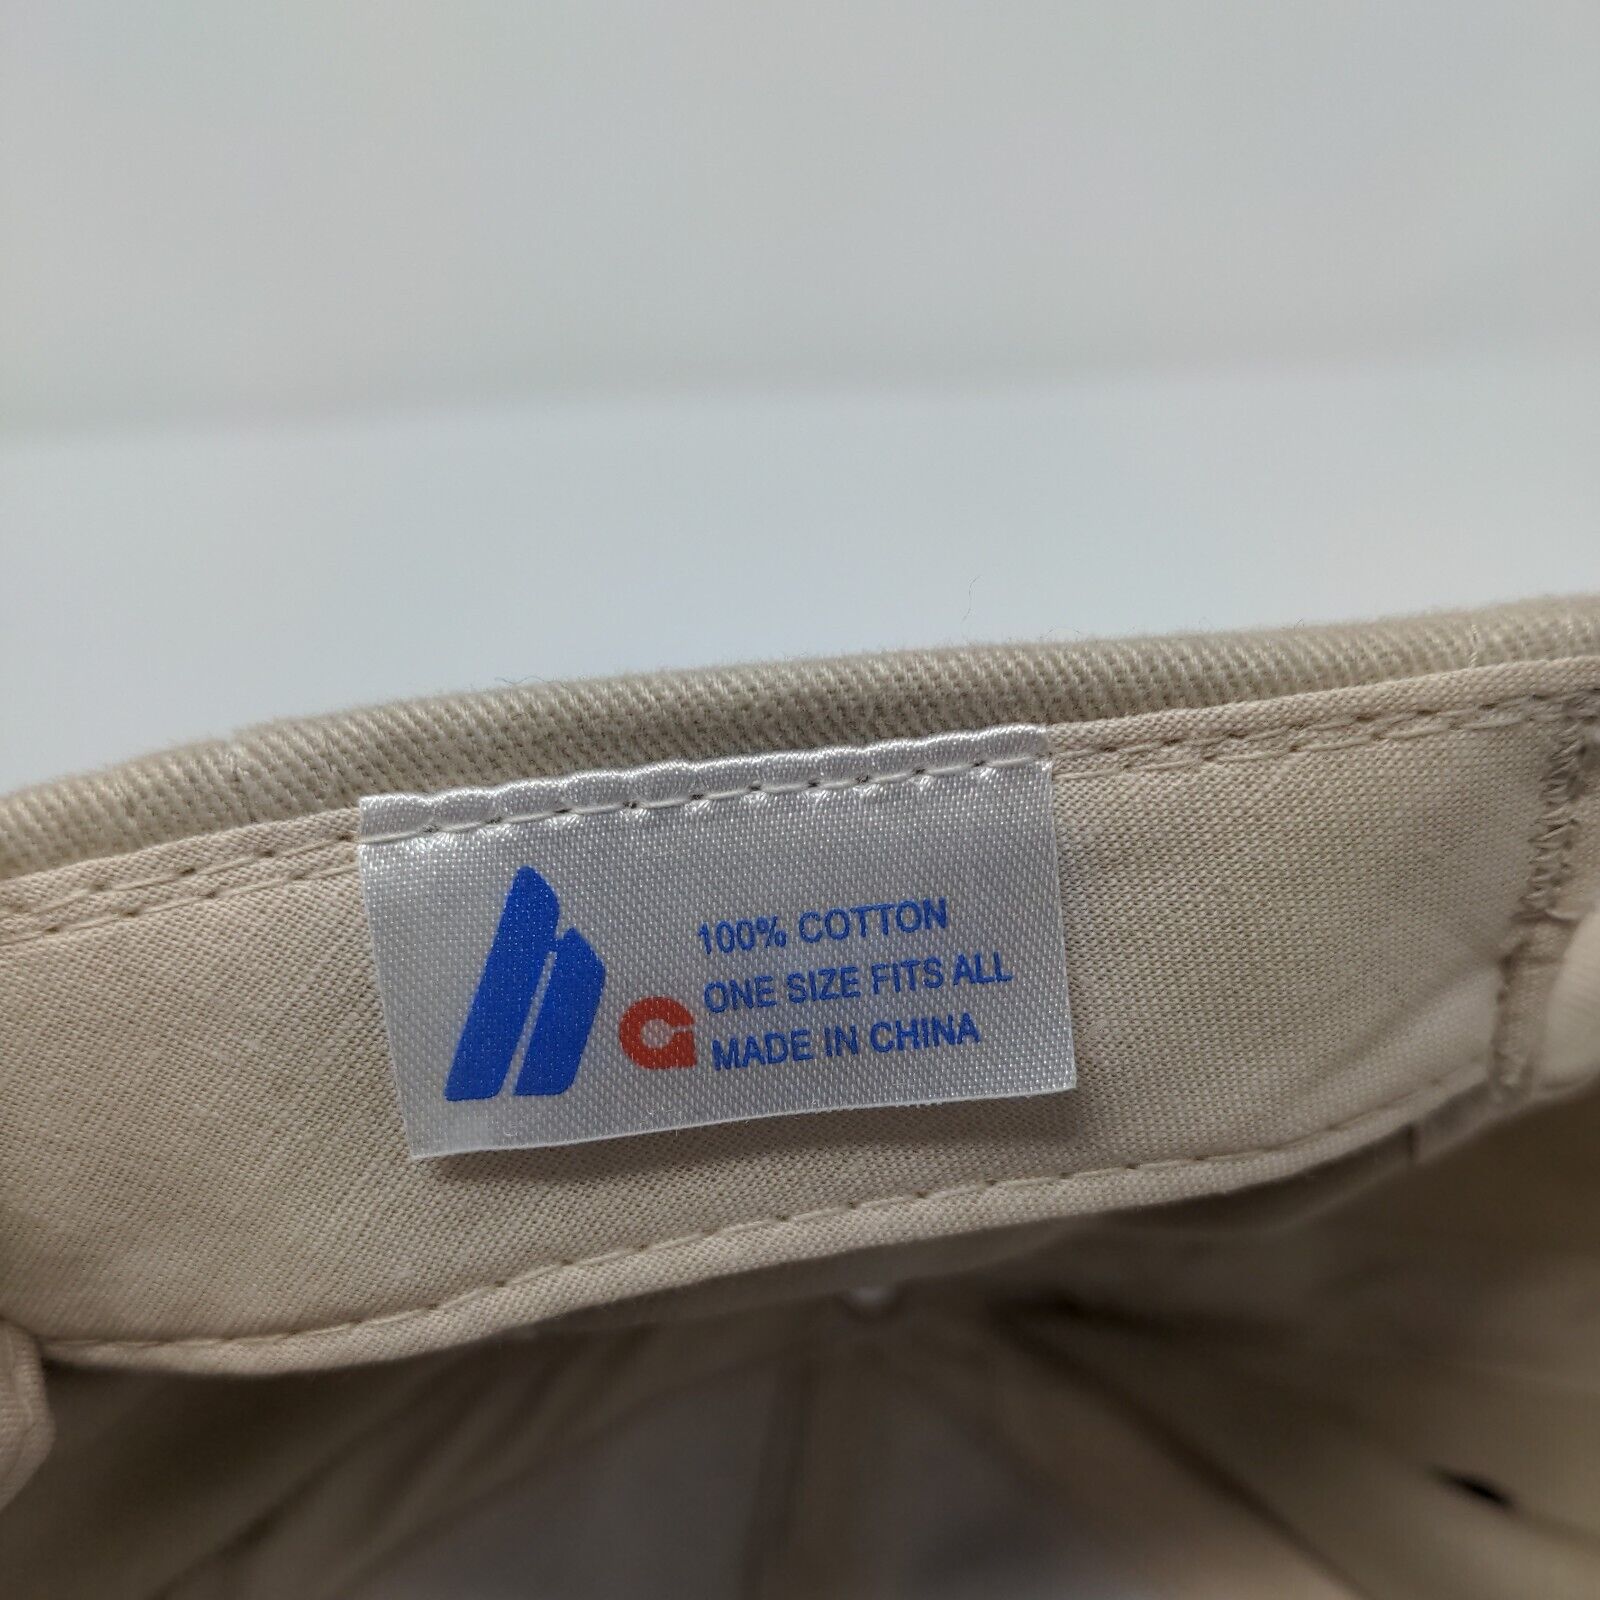 100% COTTON
ONE SIZE FITS ALL
MADE IN CHINA